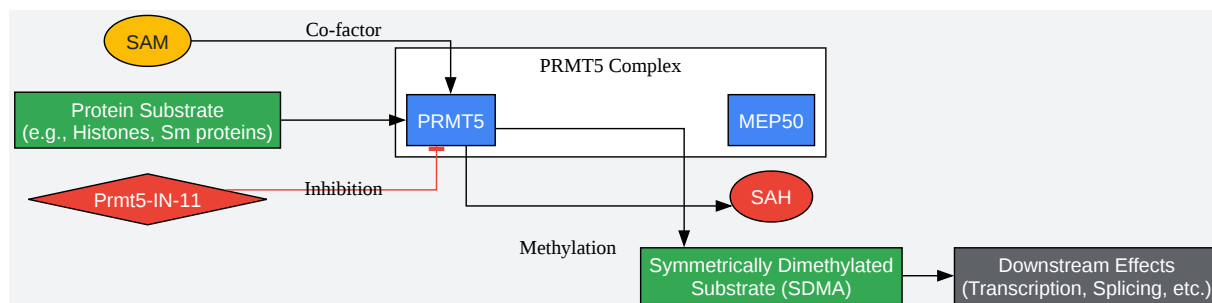 SAM
Co-factor
PRMT5 Complex
Protein Substrate
(e.g., Histones, Sm proteins)
PRMT5
MEP50
Prmt5-IN-11
Inhibition
SAH
Methylation
Symmetrically Dimethylated
Substrate (SDMA)
Downstream Effects
(Transcription, Splicing, etc.)